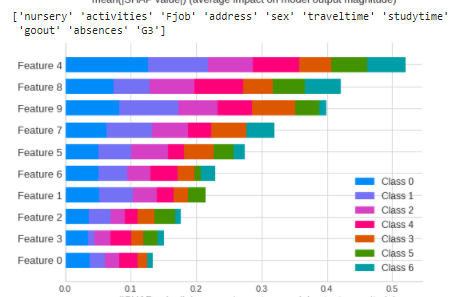 mean(|SHAP value|) (average impact on model output magnitude)
['nursery' 'activities' 'Fjob' 'address' 'sex' 'traveltime' 'studytime'
'goout' 'absences' 'G3']
Feature 4
Feature 8
Feature 9
Feature 7
Feature 5
Feature 6
Feature 1
Feature 2
Feature 3
Feature 0
Class 0
Class 1
Class 2
Class 4
Class 3
Class 5
Class 6
0.0 0.1 0.2 0.3 0.4 0.5